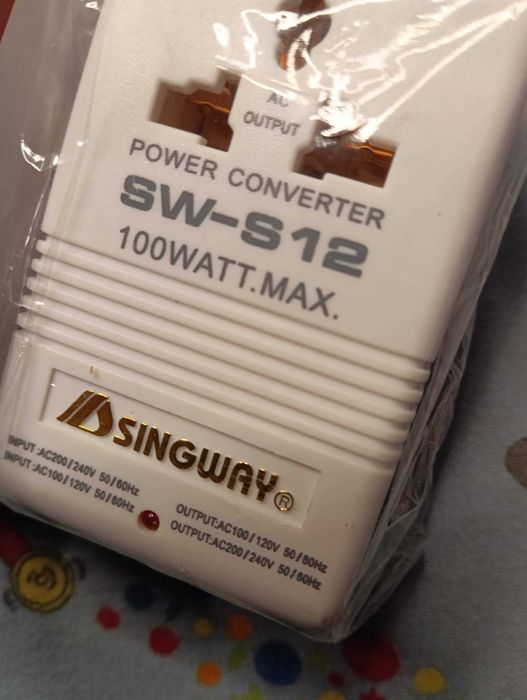 AC
OUTPUT
POWER CONVERTER
SW-S12
100WATT.MAX.
SINGWAY®
INPUT:AC200/240V 50/60Hz
INPUT:AC100/120V 50/60Hz
OUTPUT:AC100/120V 50/60Hz
OUTPUT:AC200/240V 50/60Hz